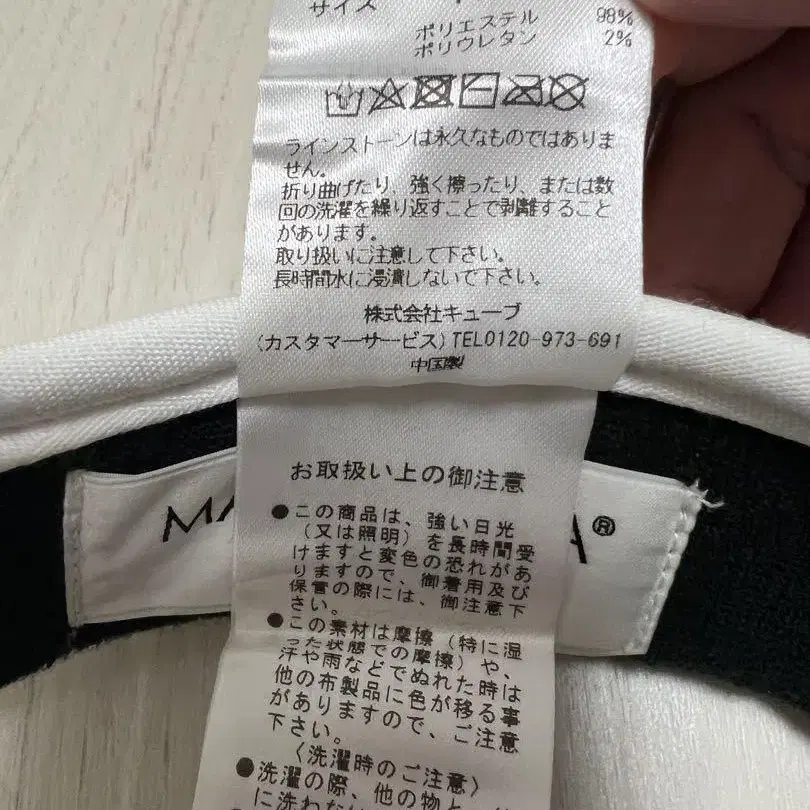 サイズ
ポリエステル 98%
ポリウレタン 2%
ラインストーンは永久なものではありま
せん。
折り曲げたり、強く擦ったり、または数
回の洗濯を繰り返すことで剥離すること
があります。
取り扱いに注意して下さい。
長時間水に浸漬しないで下さい。
株式会社キューブ
(カスタマーサービス)TEL0120-973-691
中国製
お取扱い上の御注意
●この商品は、強い日光
(又は照明)を長時間受
けますと変色の恐れがあ
りますので、御着用及び
保管の際には、御注意下
さい。
●この素材は摩擦(特に湿
った状態での摩擦)や、
汗や雨などでぬれた時は
他の布製品に色が移る事
がありますので、ご注意
下さい。
〈洗濯時のご注意〉
●洗濯の際、他の物と
に洗わない
MA A®